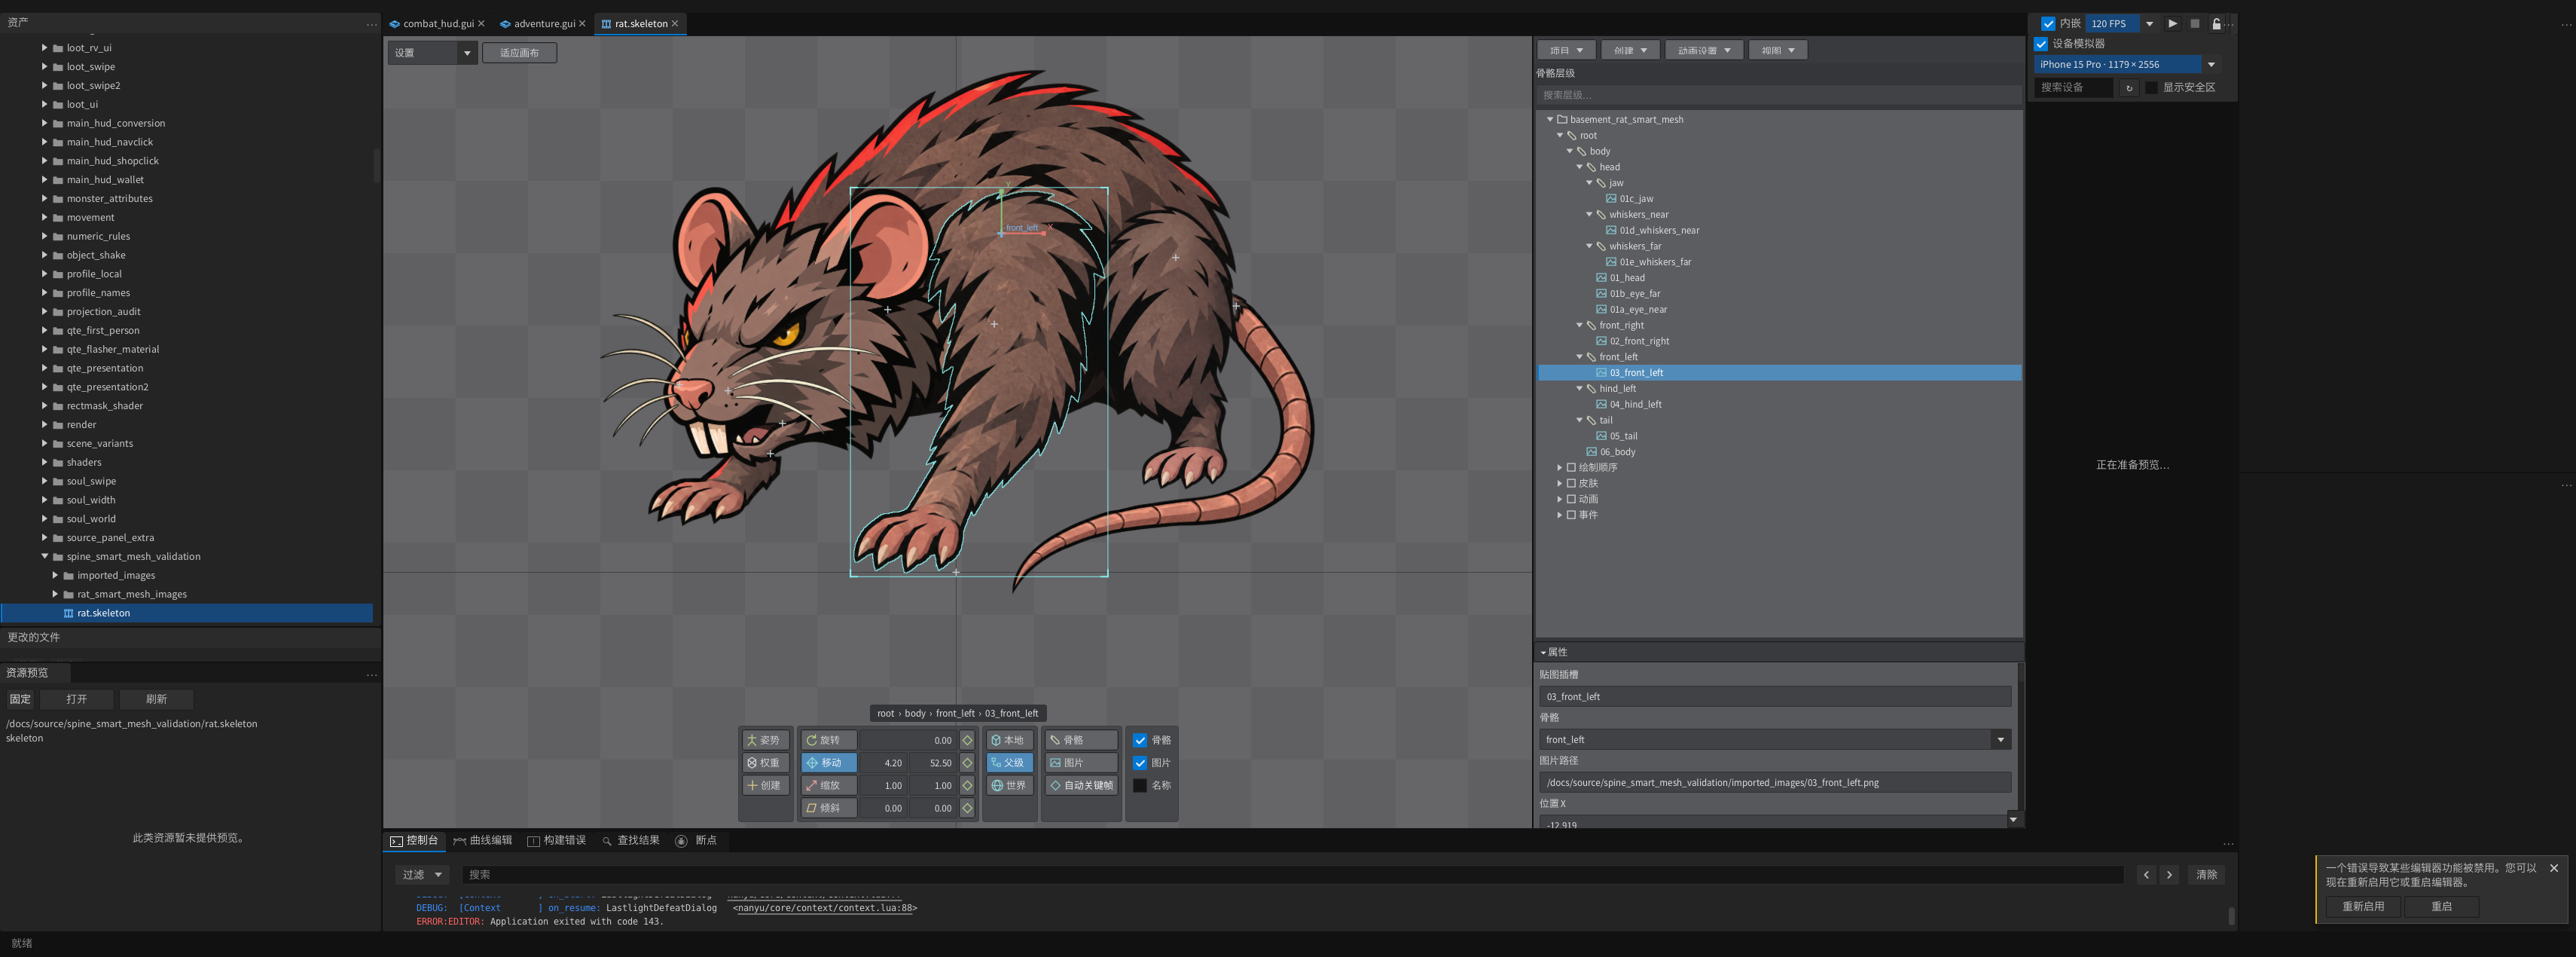 资产
loot_rv_ui
loot_swipe
loot_swipe2
loot_ui
main_hud_conversion
main_hud_navclick
main_hud_shopclick
main_hud_wallet
monster_attributes
movement
numeric_rules
object_shake
profile_local
profile_names
projection_audit
qte_first_person
qte_flasher_material
qte_presentation
qte_presentation2
rectmask_shader
render
scene_variants
shaders
soul_swipe
soul_width
soul_world
source_panel_extra
spine_smart_mesh_validation
imported_images
rat_smart_mesh_images
rat.skeleton
更改的文件
资源预览
固定 打开 刷新
/docs/source/spine_smart_mesh_validation/rat.skeleton
skeleton
此类资源暂未提供预览。
就绪
combat_hud.gui adventure.gui rat.skeleton
设置 适应画布
Y
front_left X
root › body › front_left › 03_front_left
姿势 旋转 0.00 本地 骨骼 骨骼
权重 移动 4.20 52.50 父级 图片 图片
创建 缩放 1.00 1.00 世界 自动关键帧 名称
倾斜 0.00 0.00
项目 创建 动画设置 视图
骨骼层级
搜索层级...
basement_rat_smart_mesh
root
body
head
jaw
01c_jaw
whiskers_near
01d_whiskers_near
whiskers_far
01e_whiskers_far
01_head
01b_eye_far
01a_eye_near
front_right
02_front_right
front_left
03_front_left
hind_left
04_hind_left
tail
05_tail
06_body
绘制顺序
皮肤
动画
事件
属性
贴图插槽
03_front_left
骨骼
front_left
图片路径
/docs/source/spine_smart_mesh_validation/imported_images/03_front_left.png
位置 X
-12.919
内嵌 120 FPS
设备模拟器
iPhone 15 Pro · 1179 × 2556
搜索设备 显示安全区
正在准备预览...
控制台 曲线编辑 构建错误 查找结果 断点
过滤 搜索 清除
DEBUG: [Context ] on_resume: LastlightDefeatDialog <nanyu/core/context/context.lua:88>
ERROR:EDITOR: Application exited with code 143.
一个错误导致某些编辑器功能被禁用。您可以
现在重新启用它或重启编辑器。
重新启用 重启